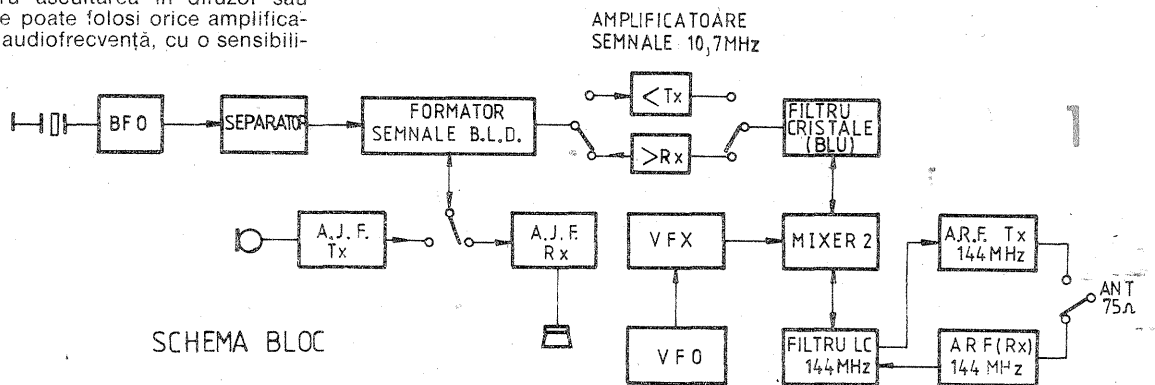 ru ascultarea în difuzor sau
e poate folosi orice amplifica-
audiofrecvență, cu o sensibili-
AMPLIFICATOARE
SEMNALE 10,7MHz
1
BFO
SEPARATOR
FORMATOR
SEMNALE B.L.D.
<Tx
>Rx
FILTRU
CRISTALE
(BLU)
A.J.F.
Tx
A.J.F.
Rx
VFX
MIXER 2
A.R.F. Tx
144MHz
ANT
75Ω
SCHEMA BLOC
VFO
FILTRU LC
144MHz
ARF(Rx)
144 MHz